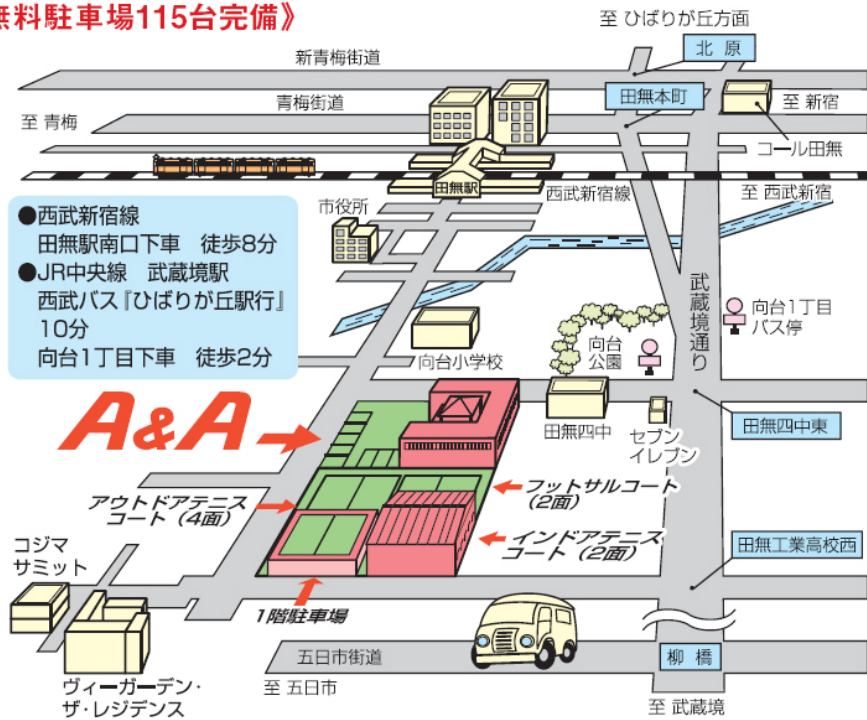 無料駐車場115台完備》
至 ひばりが丘方面
北 原
新青梅街道
田無本町
青梅街道
至 新宿
至 青梅
コール田無
田無駅
西武新宿線
至 西武新宿
市役所
●西武新宿線
田無駅南口下車　徒歩8分
●JR中央線　武蔵境駅
西武バス『ひばりが丘駅行』
10分
向台1丁目下車　徒歩2分
武蔵境通り
向台1丁目
バス停
向台小学校
向台
公園
A&A
田無四中
セブン
イレブン
田無四中東
アウトドアテニス
コート（4面）
フットサルコート
（2面）
インドアテニス
コート（2面）
田無工業高校西
コジマ
サミット
1階駐車場
五日市街道
柳 橋
至 五日市
ヴィーガーデン・
ザ・レジデンス
至 武蔵境